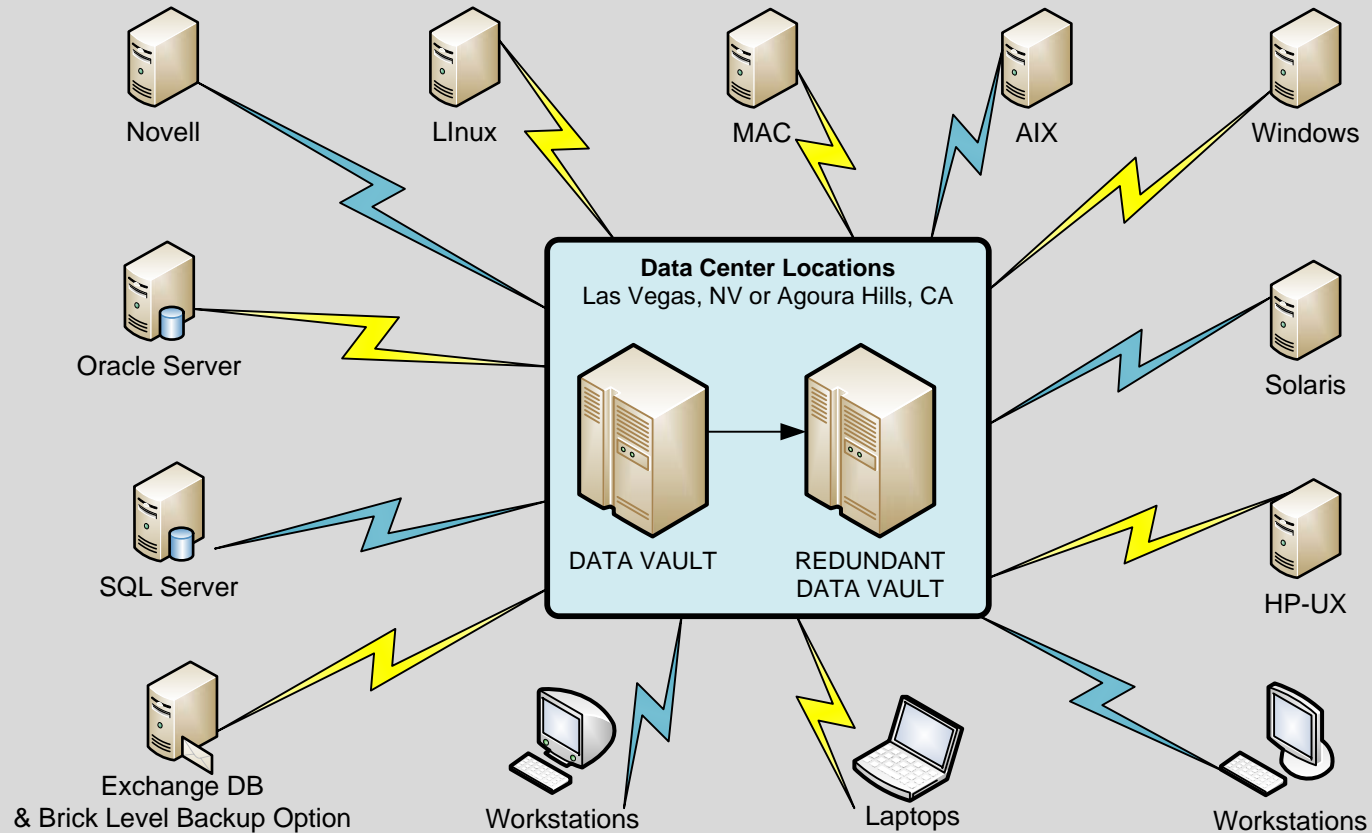 Novell
LInux
MAC
AIX
Windows
Data Center Locations
Las Vegas, NV or Agoura Hills, CA
Oracle Server
Solaris
DATA VAULT
REDUNDANT
DATA VAULT
SQL Server
HP-UX
Exchange DB
& Brick Level Backup Option
Workstations
Laptops
Workstations